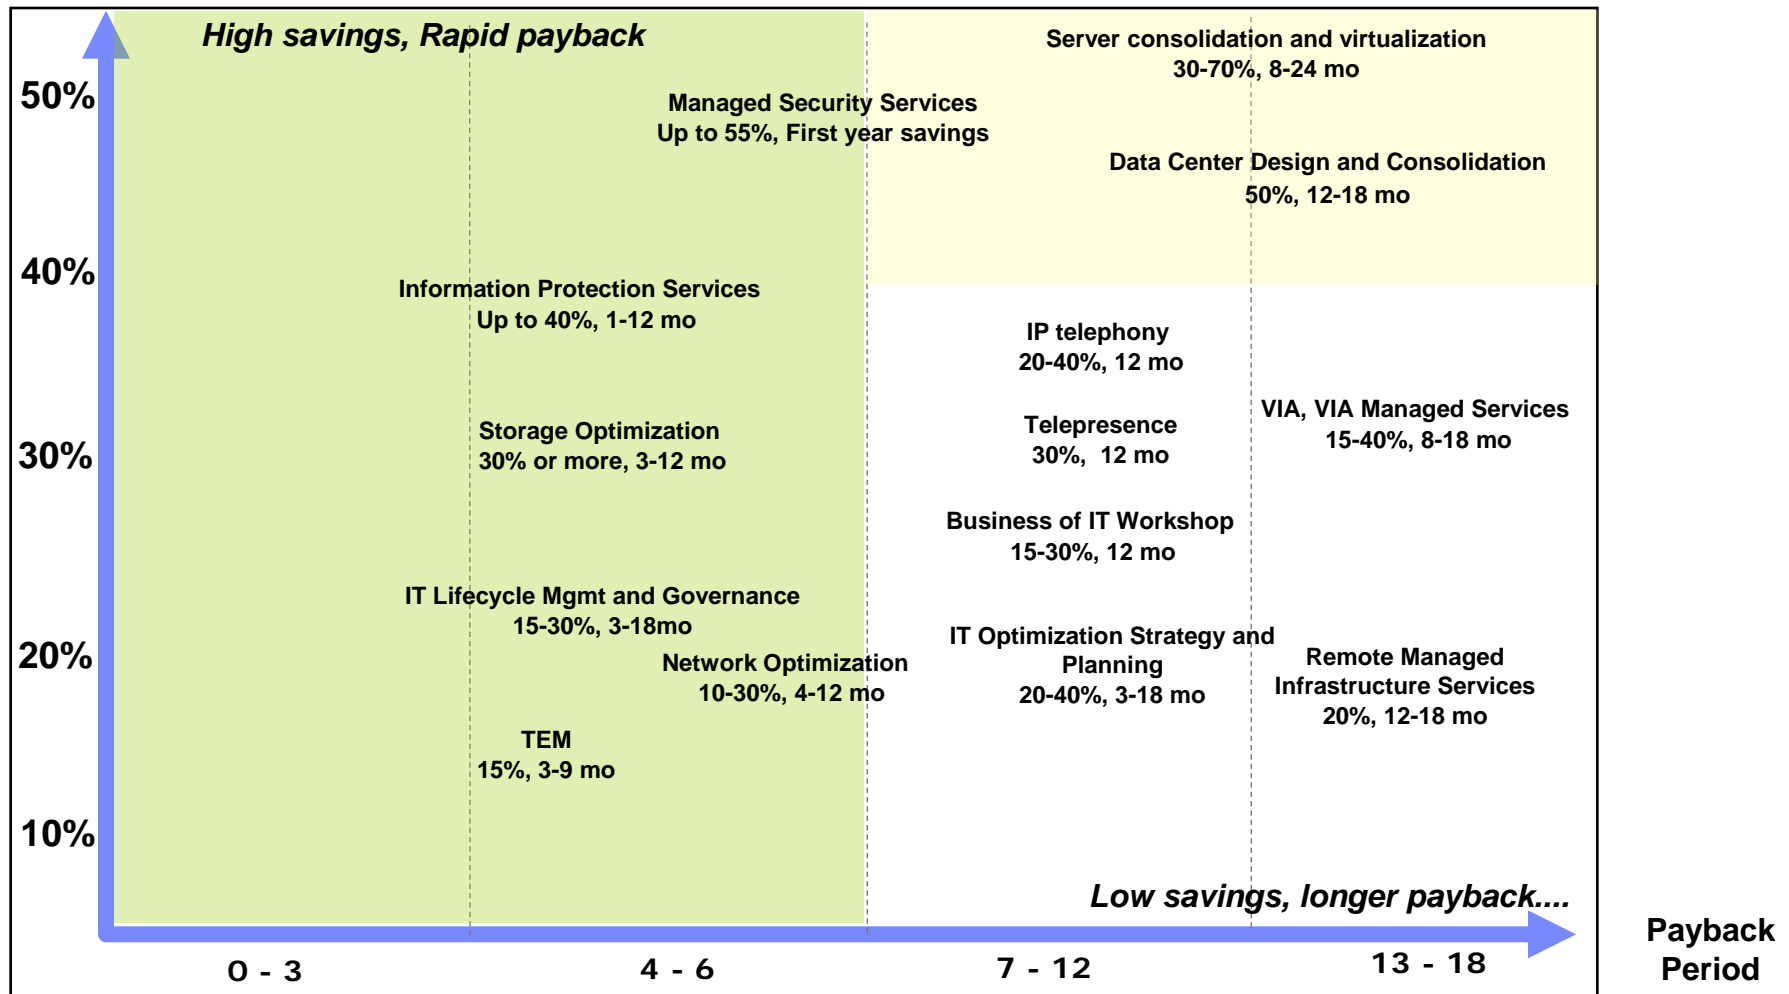 High savings, Rapid payback
Server consolidation and virtualization
30-70%, 8-24 mo
50%
Managed Security Services
Up to 55%, First year savings
Data Center Design and Consolidation
50%, 12-18 mo
40%
Information Protection Services
Up to 40%, 1-12 mo
IP telephony
20-40%, 12 mo
VIA, VIA Managed Services
15-40%, 8-18 mo
Telepresence
30%, 12 mo
30%
Storage Optimization
30% or more, 3-12 mo
Business of IT Workshop
15-30%, 12 mo
IT Lifecycle Mgmt and Governance
15-30%, 3-18mo
20%
Network Optimization
10-30%, 4-12 mo
IT Optimization Strategy and
Planning
20-40%, 3-18 mo
Remote Managed
Infrastructure Services
20%, 12-18 mo
TEM
15%, 3-9 mo
10%
Low savings, longer payback....
0 - 3
4 - 6
7 - 12
13 - 18
Payback
Period